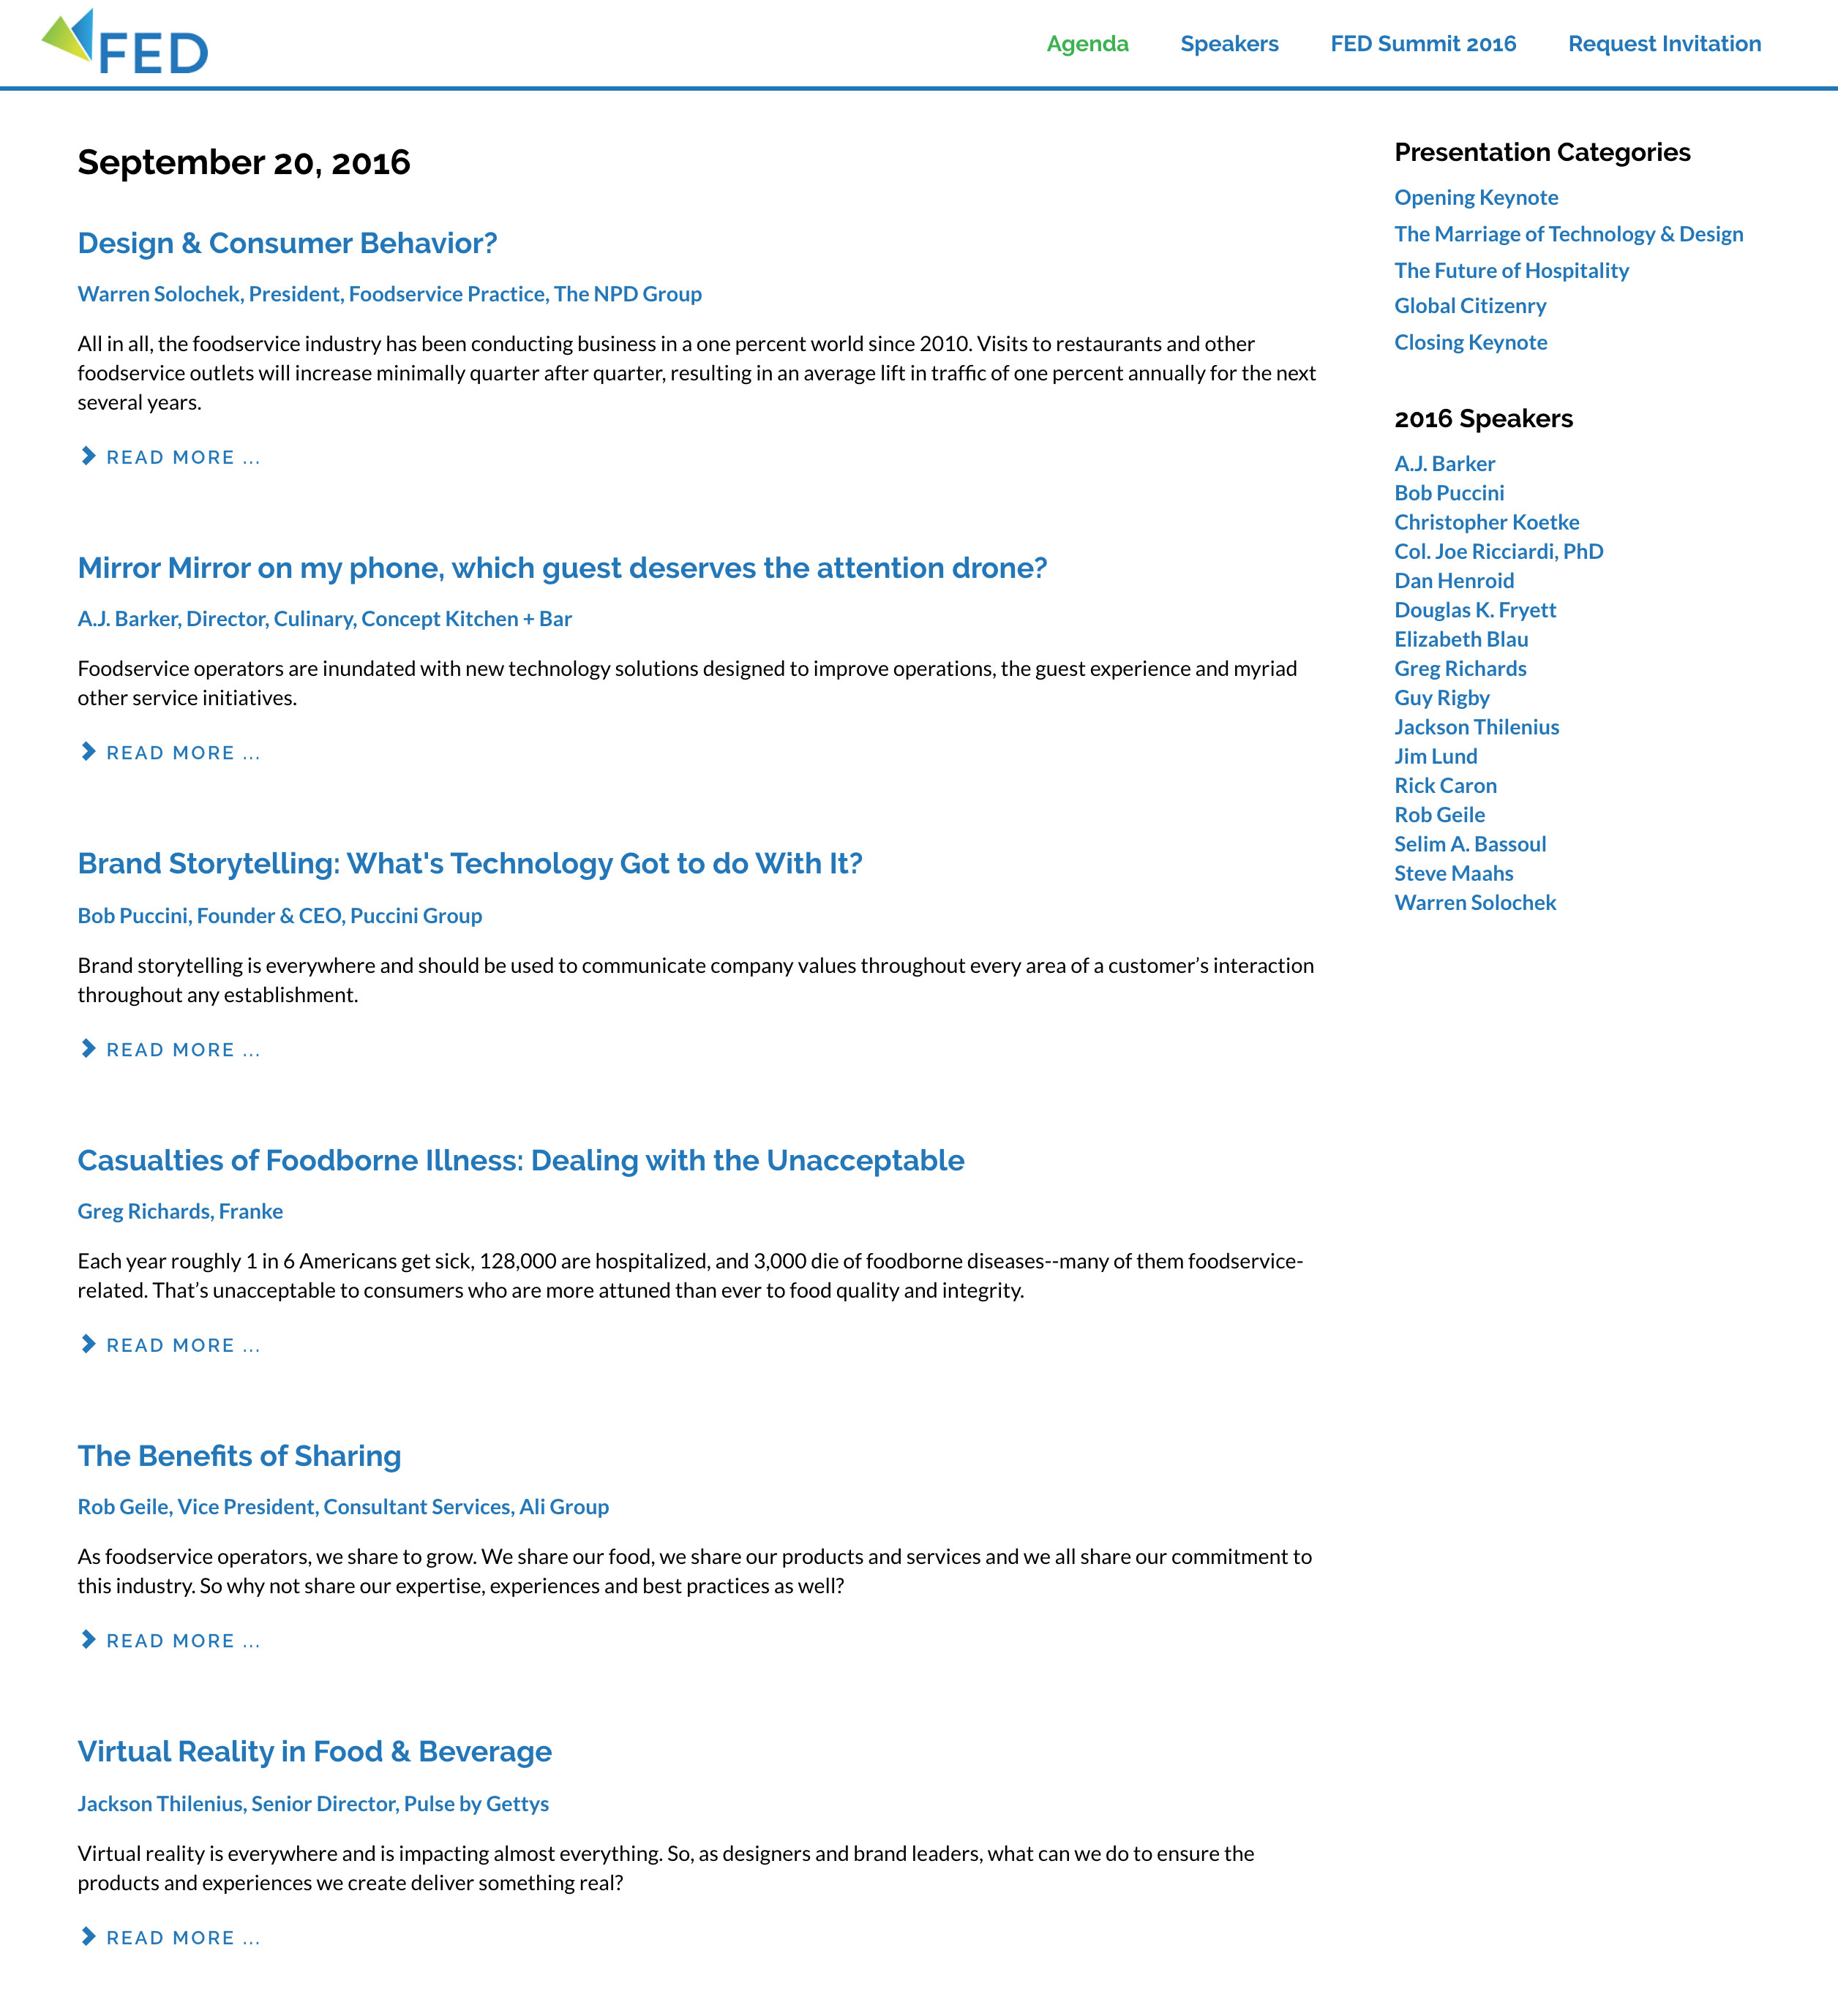 FED
Agenda
Speakers
FED Summit 2016
Request Invitation
September 20, 2016
Design & Consumer Behavior?
Warren Solochek, President, Foodservice Practice, The NPD Group
All in all, the foodservice industry has been conducting business in a one percent world since 2010. Visits to restaurants and other
foodservice outlets will increase minimally quarter after quarter, resulting in an average lift in traffic of one percent annually for the next
several years.
READ MORE ...
Mirror Mirror on my phone, which guest deserves the attention drone?
A.J. Barker, Director, Culinary, Concept Kitchen + Bar
Foodservice operators are inundated with new technology solutions designed to improve operations, the guest experience and myriad
other service initiatives.
READ MORE ...
Brand Storytelling: What's Technology Got to do With It?
Bob Puccini, Founder & CEO, Puccini Group
Brand storytelling is everywhere and should be used to communicate company values throughout every area of a customer’s interaction
throughout any establishment.
READ MORE ...
Casualties of Foodborne Illness: Dealing with the Unacceptable
Greg Richards, Franke
Each year roughly 1 in 6 Americans get sick, 128,000 are hospitalized, and 3,000 die of foodborne diseases--many of them foodservice-
related. That’s unacceptable to consumers who are more attuned than ever to food quality and integrity.
READ MORE ...
The Benefits of Sharing
Rob Geile, Vice President, Consultant Services, Ali Group
As foodservice operators, we share to grow. We share our food, we share our products and services and we all share our commitment to
this industry. So why not share our expertise, experiences and best practices as well?
READ MORE ...
Virtual Reality in Food & Beverage
Jackson Thilenius, Senior Director, Pulse by Gettys
Virtual reality is everywhere and is impacting almost everything. So, as designers and brand leaders, what can we do to ensure the
products and experiences we create deliver something real?
READ MORE ...
Presentation Categories
Opening Keynote
The Marriage of Technology & Design
The Future of Hospitality
Global Citizenry
Closing Keynote
2016 Speakers
A.J. Barker
Bob Puccini
Christopher Koetke
Col. Joe Ricciardi, PhD
Dan Henroid
Douglas K. Fryett
Elizabeth Blau
Greg Richards
Guy Rigby
Jackson Thilenius
Jim Lund
Rick Caron
Rob Geile
Selim A. Bassoul
Steve Maahs
Warren Solochek